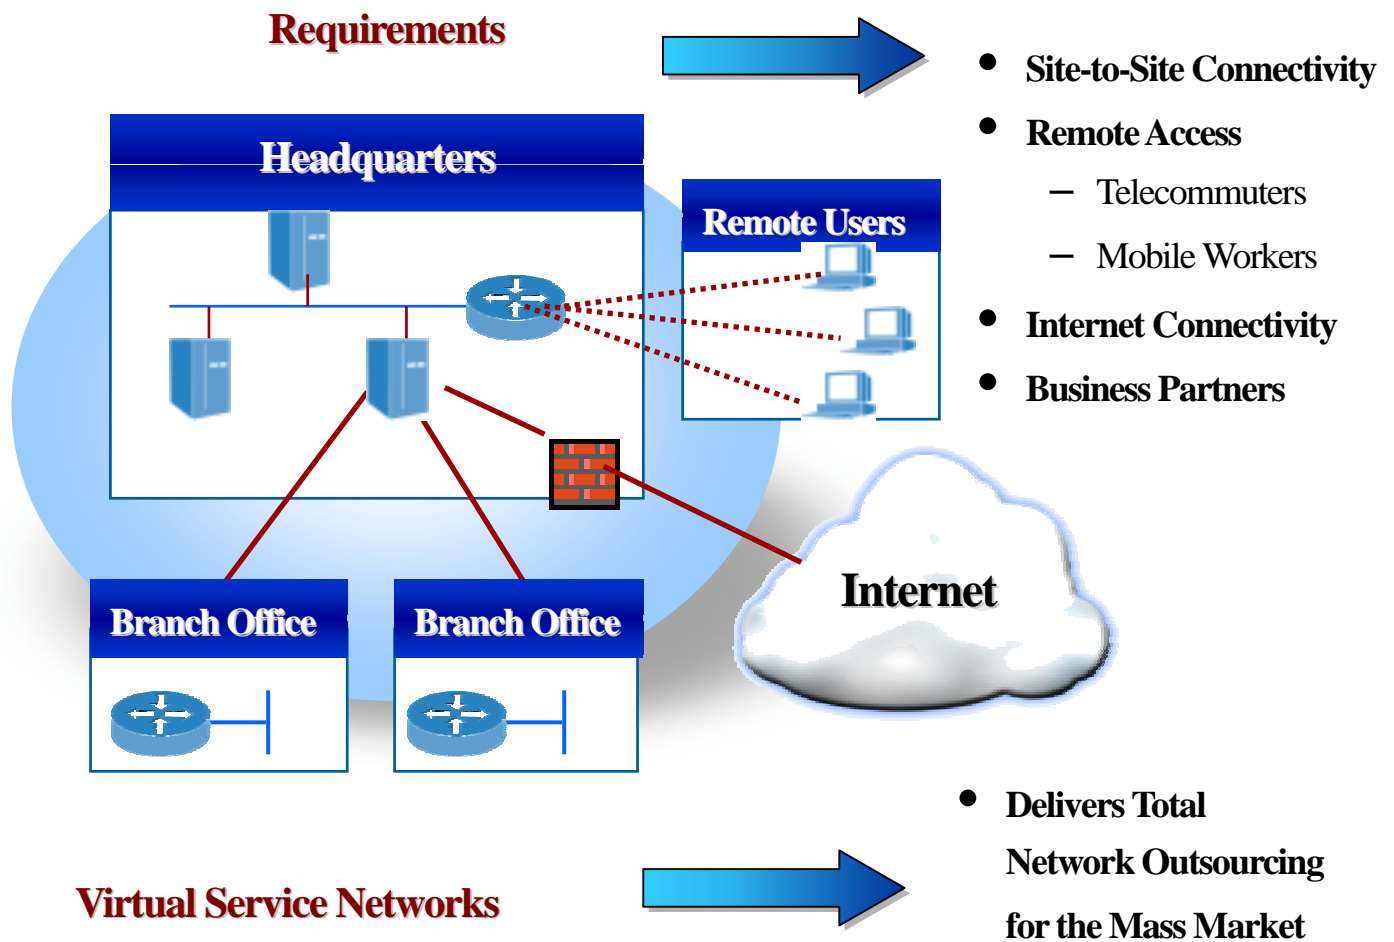 Requirements
• Site-to-Site Connectivity
• Remote Access
– Telecommuters
– Mobile Workers
• Internet Connectivity
• Business Partners
Headquarters
Remote Users
Internet
Branch Office
Branch Office
Virtual Service Networks
• Delivers Total
Network Outsourcing
for the Mass Market